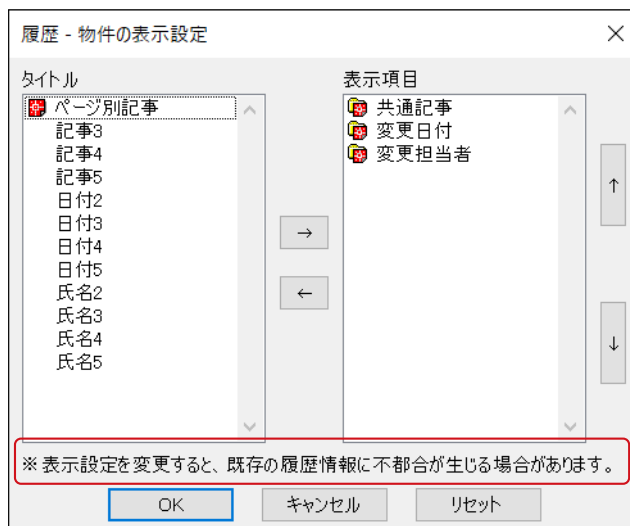 履歴 - 物件の表示設定
タイトル
ページ別記事
記事3
記事4
記事5
日付2
日付3
日付4
日付5
氏名2
氏名3
氏名4
氏名5
→
←
表示項目
共通記事
変更日付
変更担当者
↑
↓
※表示設定を変更すると、既存の履歴情報に不都合が生じる場合があります。
OK
キャンセル
リセット